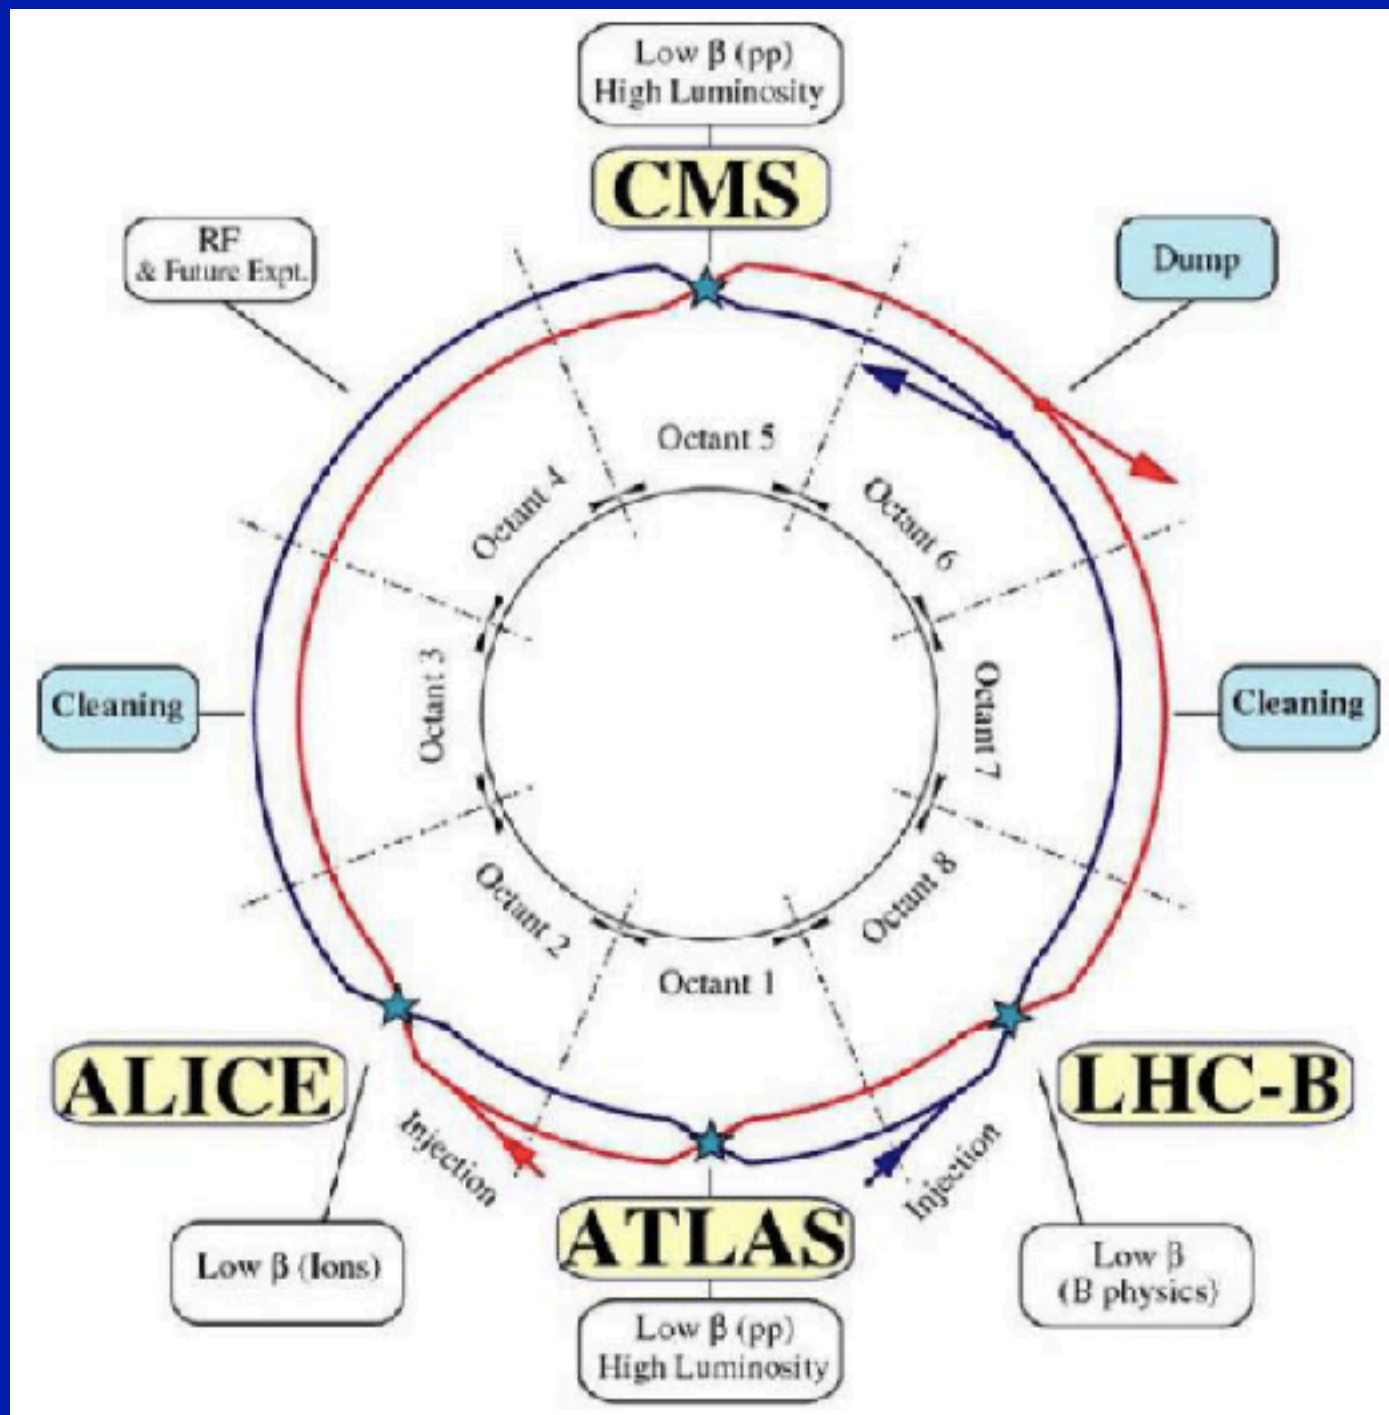 Low β (pp)
High Luminosity
CMS
RF
& Future Expt.
Dump
Octant 5
Octant 4
Octant 6
Octant 3
Octant 7
Cleaning
Cleaning
Octant 2
Octant 8
Octant 1
ALICE
LHC-B
Injection
Injection
ATLAS
Low β (Ions)
Low β
(B physics)
Low β (pp)
High Luminosity